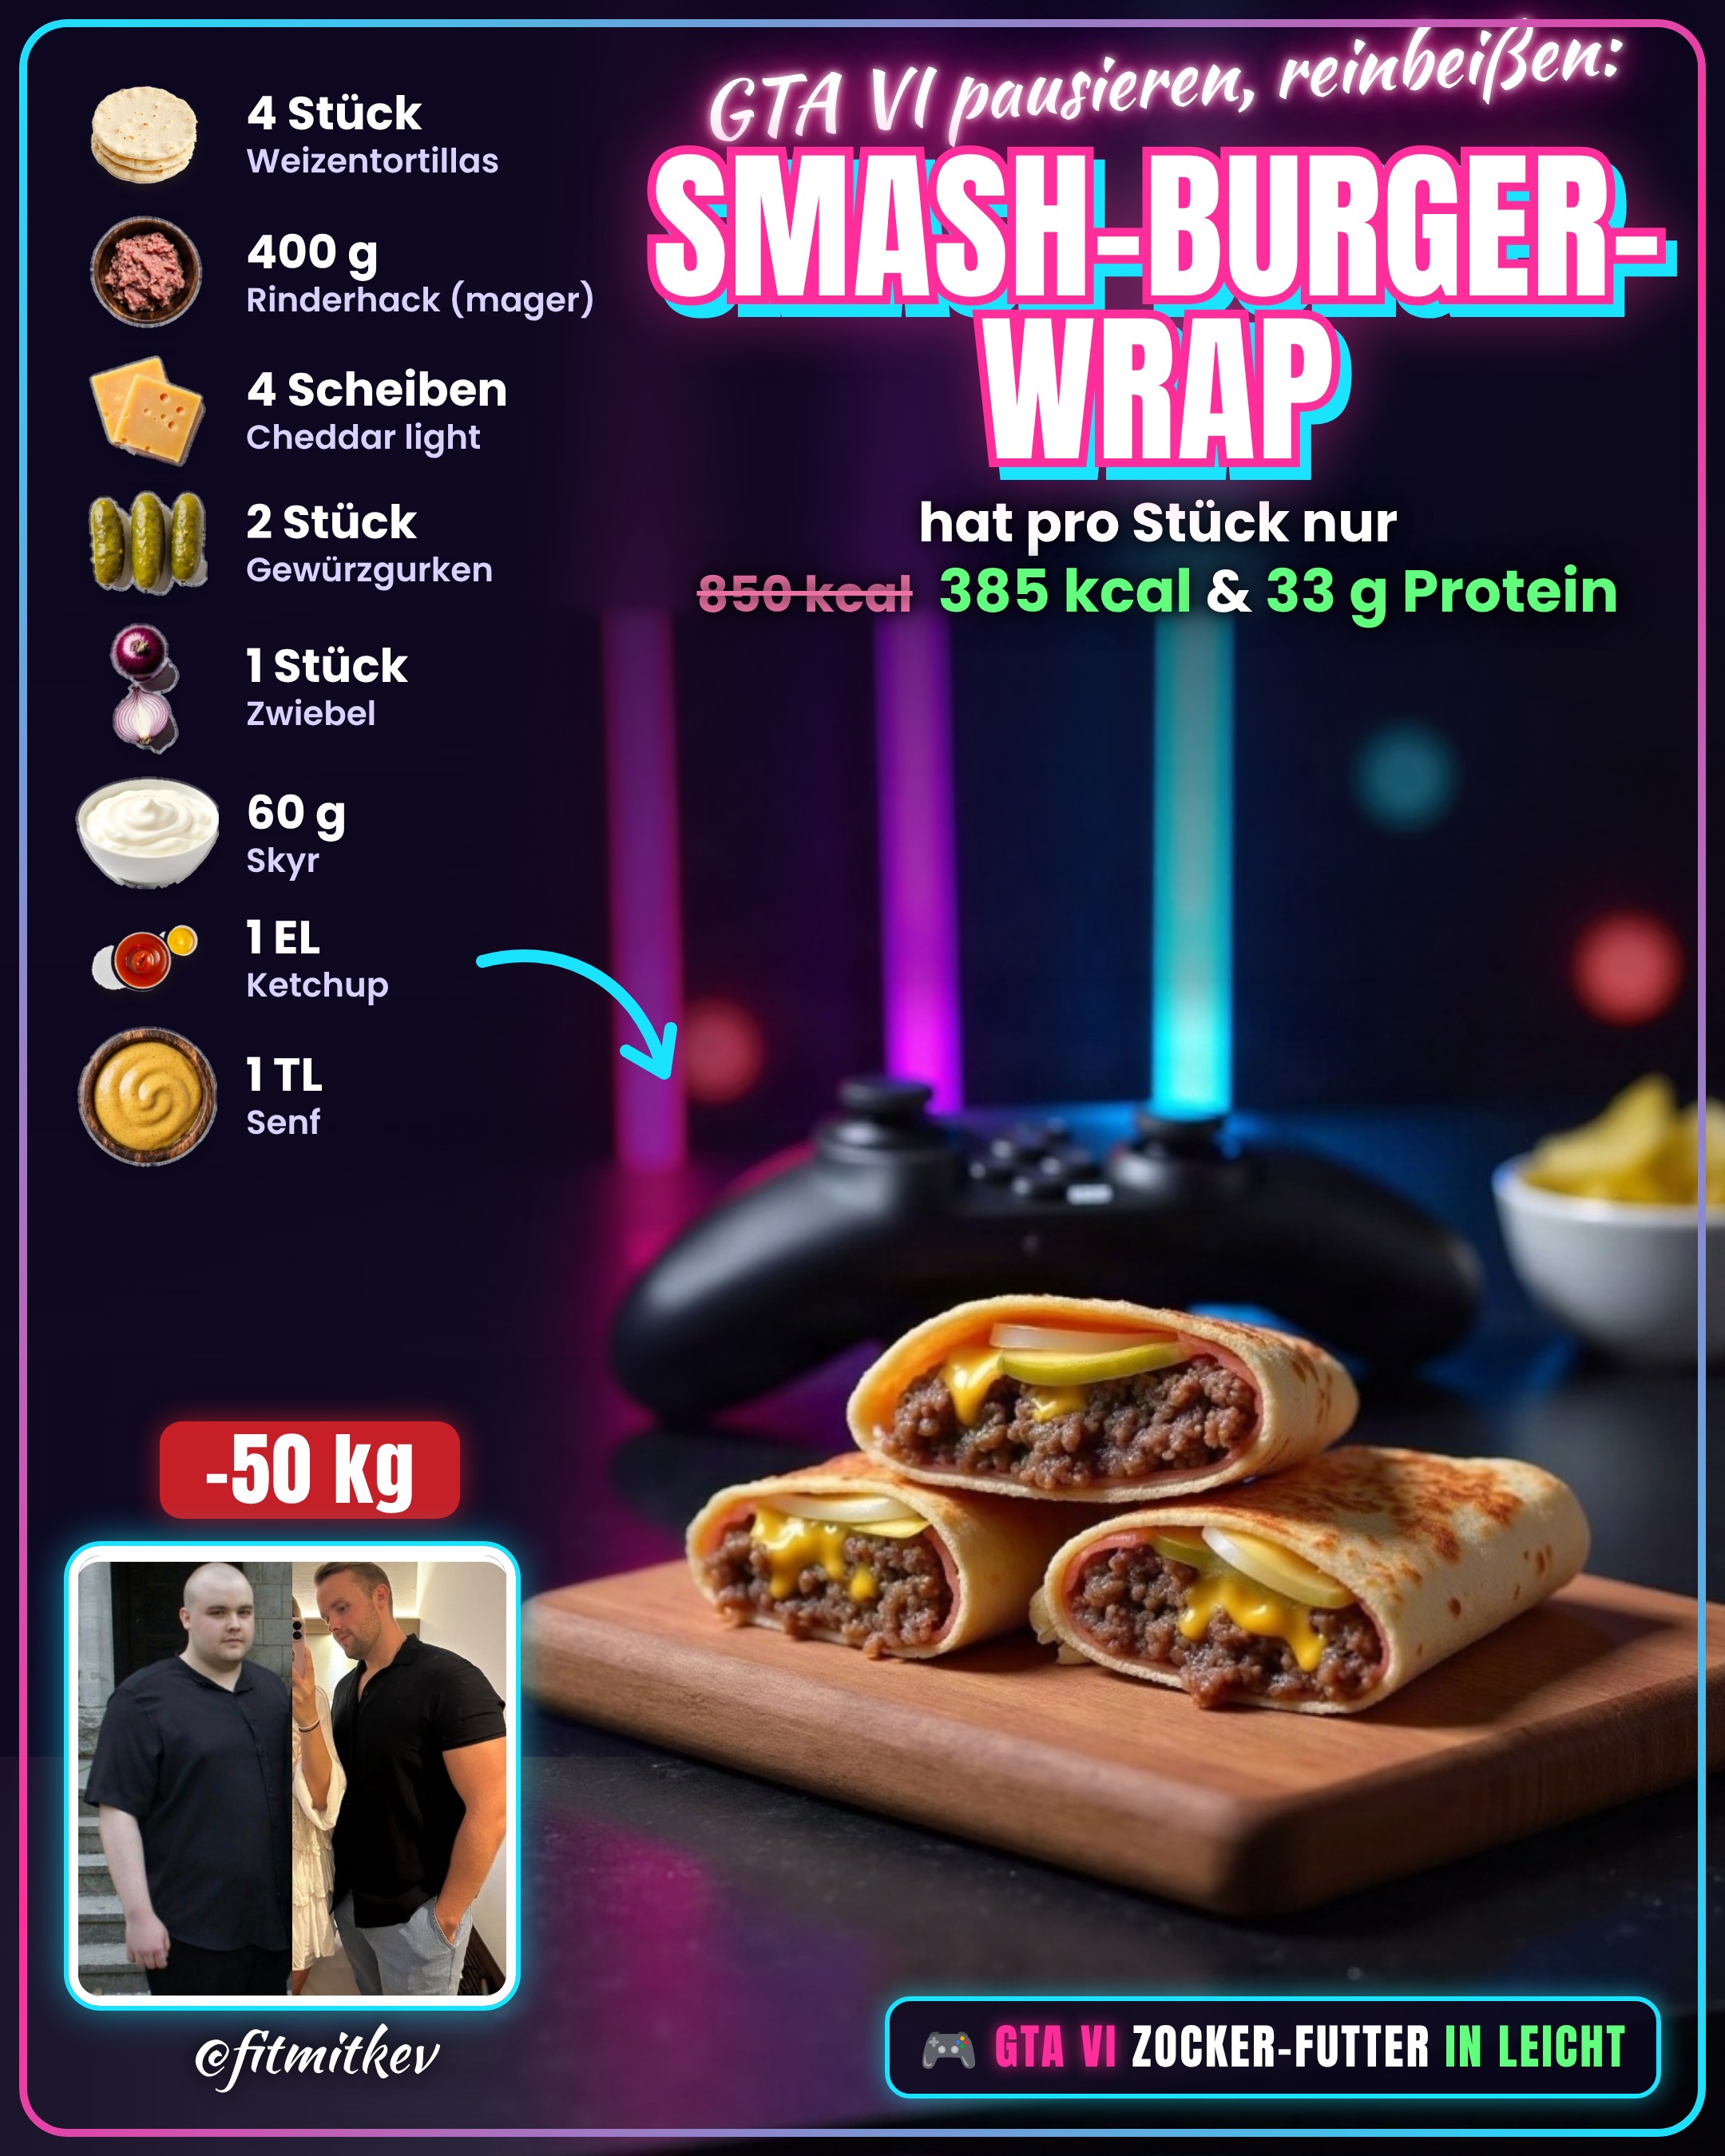 GTA VI pausieren, reinbeißen:
SMASH-BURGER-
WRAP
hat pro Stück nur
850 kcal 385 kcal & 33 g Protein
4 Stück
Weizentortillas
400 g
Rinderhack (mager)
4 Scheiben
Cheddar light
2 Stück
Gewürzgurken
1 Stück
Zwiebel
60 g
Skyr
1 EL
Ketchup
1 TL
Senf
-50 kg
@fitmitkev
GTA VI ZOCKER-FUTTER IN LEICHT